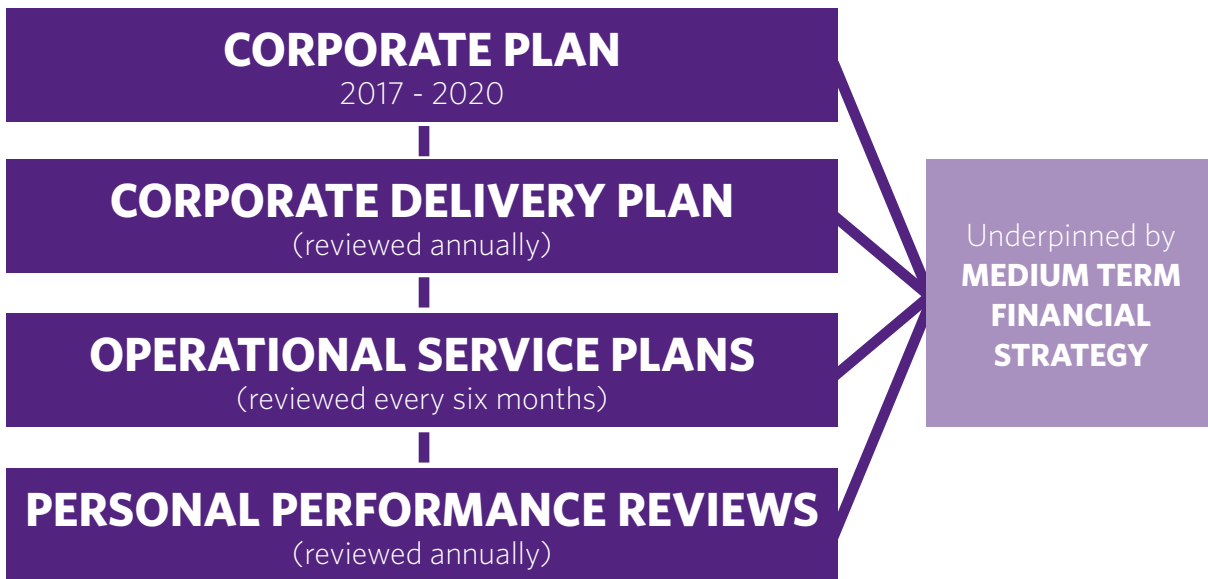 CORPORATE PLAN
2017 - 2020
CORPORATE DELIVERY PLAN
(reviewed annually)
OPERATIONAL SERVICE PLANS
(reviewed every six months)
PERSONAL PERFORMANCE REVIEWS
(reviewed annually)
Underpinned by
MEDIUM TERM
FINANCIAL
STRATEGY